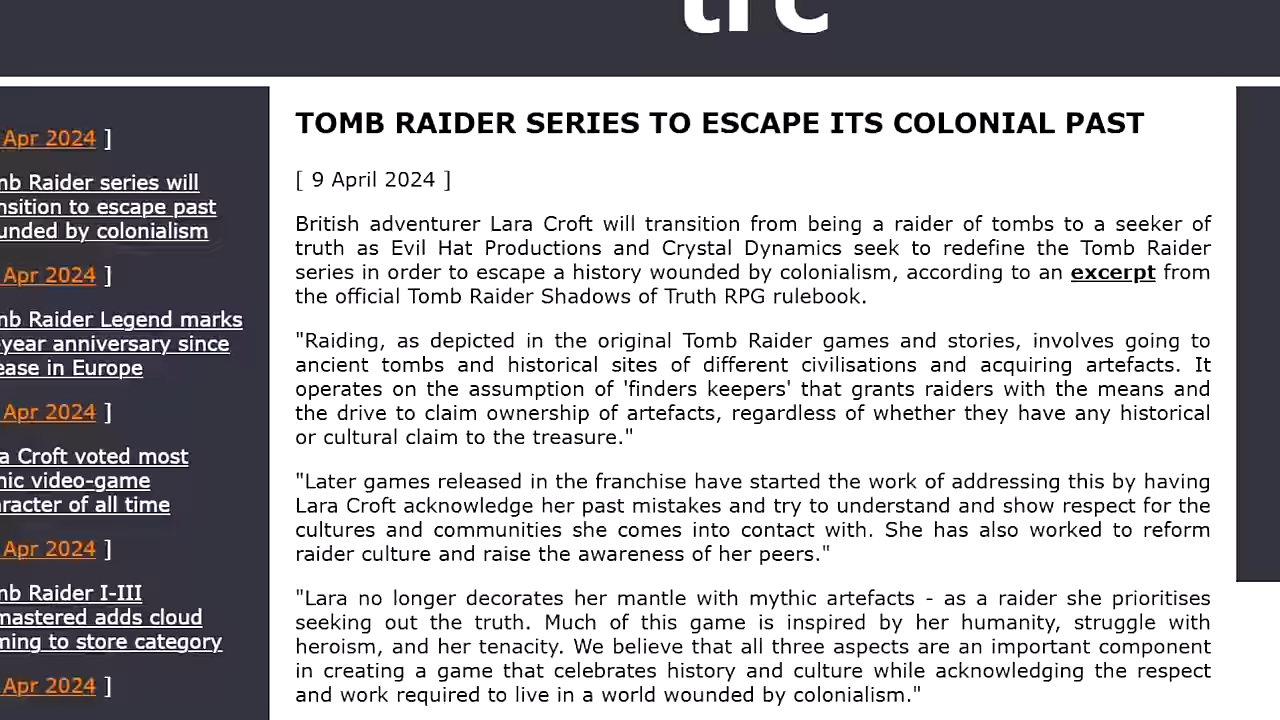 trc
Apr 2024 ]
mb Raider series will
nsition to escape past
unded by colonialism
Apr 2024 ]
mb Raider Legend marks
-year anniversary since
ease in Europe
Apr 2024 ]
a Croft voted most
nic video-game
aracter of all time
Apr 2024 ]
mb Raider I-III
mastered adds cloud
ming to store category
Apr 2024 ]
TOMB RAIDER SERIES TO ESCAPE ITS COLONIAL PAST
[ 9 April 2024 ]
British adventurer Lara Croft will transition from being a raider of tombs to a seeker of
truth as Evil Hat Productions and Crystal Dynamics seek to redefine the Tomb Raider
series in order to escape a history wounded by colonialism, according to an excerpt from
the official Tomb Raider Shadows of Truth RPG rulebook.
"Raiding, as depicted in the original Tomb Raider games and stories, involves going to
ancient tombs and historical sites of different civilisations and acquiring artefacts. It
operates on the assumption of 'finders keepers' that grants raiders with the means and
the drive to claim ownership of artefacts, regardless of whether they have any historical
or cultural claim to the treasure."
"Later games released in the franchise have started the work of addressing this by having
Lara Croft acknowledge her past mistakes and try to understand and show respect for the
cultures and communities she comes into contact with. She has also worked to reform
raider culture and raise the awareness of her peers."
"Lara no longer decorates her mantle with mythic artefacts - as a raider she prioritises
seeking out the truth. Much of this game is inspired by her humanity, struggle with
heroism, and her tenacity. We believe that all three aspects are an important component
in creating a game that celebrates history and culture while acknowledging the respect
and work required to live in a world wounded by colonialism."